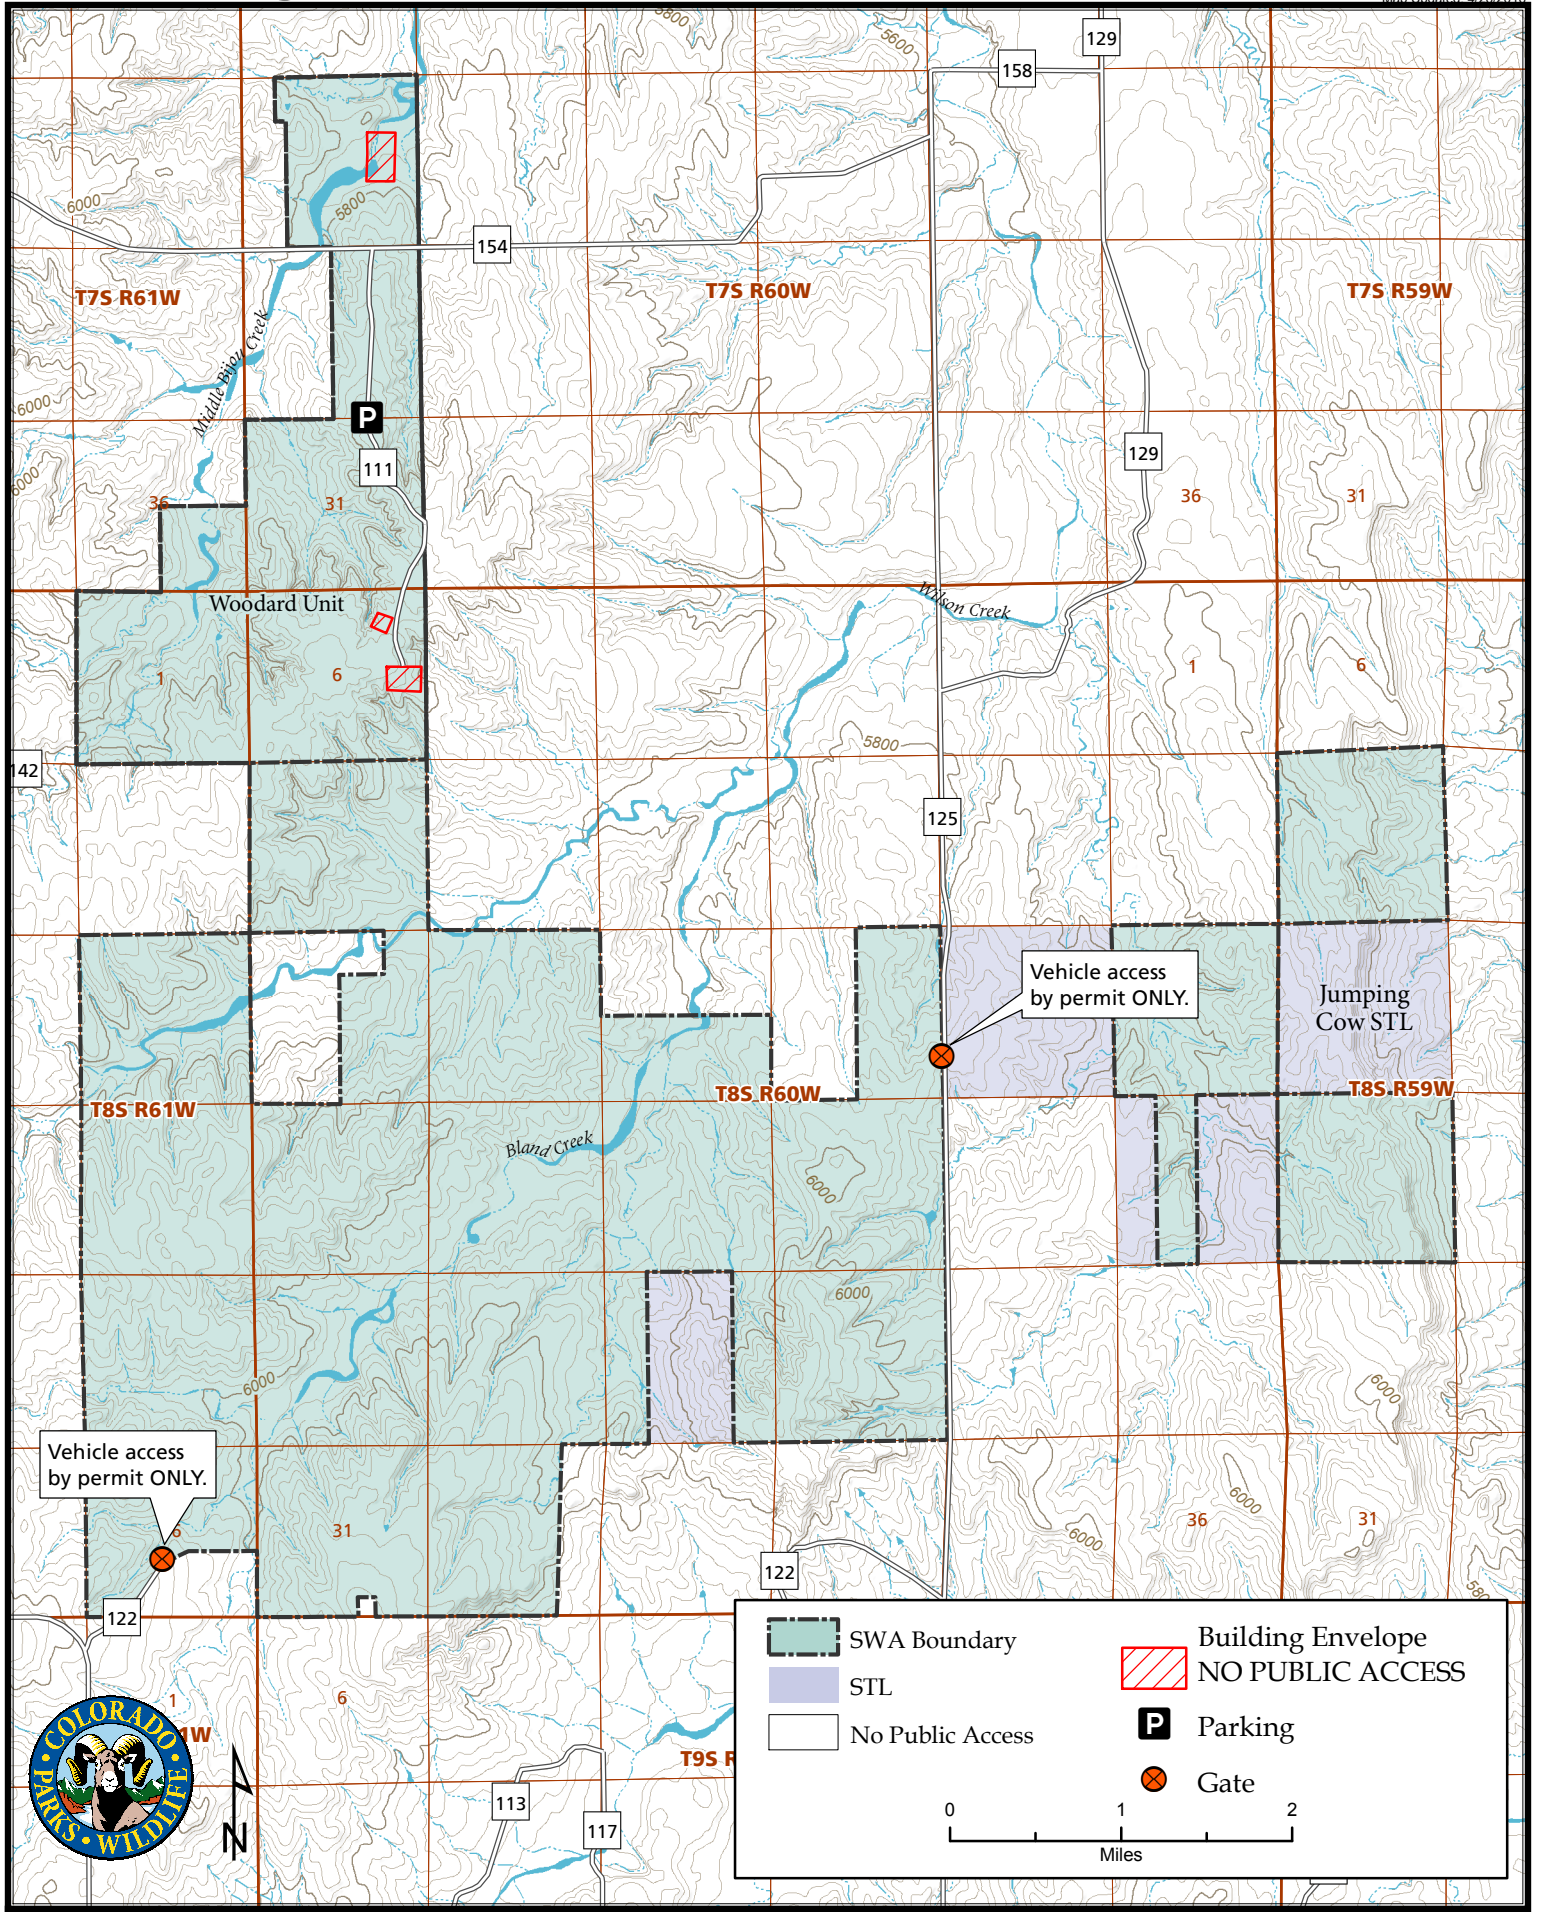 5800
5600
129
158
6000
5800
154
T7S R61W
T7S R60W
T7S R59W
Middle Bijou Creek
6000
P
129
111
6000
36
31
36
31
Wilson Creek
Woodard Unit
1
6
1
6
5800
142
125
Vehicle access
by permit ONLY.
Jumping
Cow STL
T8S R61W
T8S R60W
T8S R59W
Bland Creek
6000
6000
6000
6000
Vehicle access
by permit ONLY.
6
31
6000
6000
36
31
122
122
SWA Boundary
STL
No Public Access
Building Envelope
NO PUBLIC ACCESS
P
Parking
Gate
0
1
2
Miles
1
6
1W
T9S R
113
117
COLORADO
PARKS • WILDLIFE
N